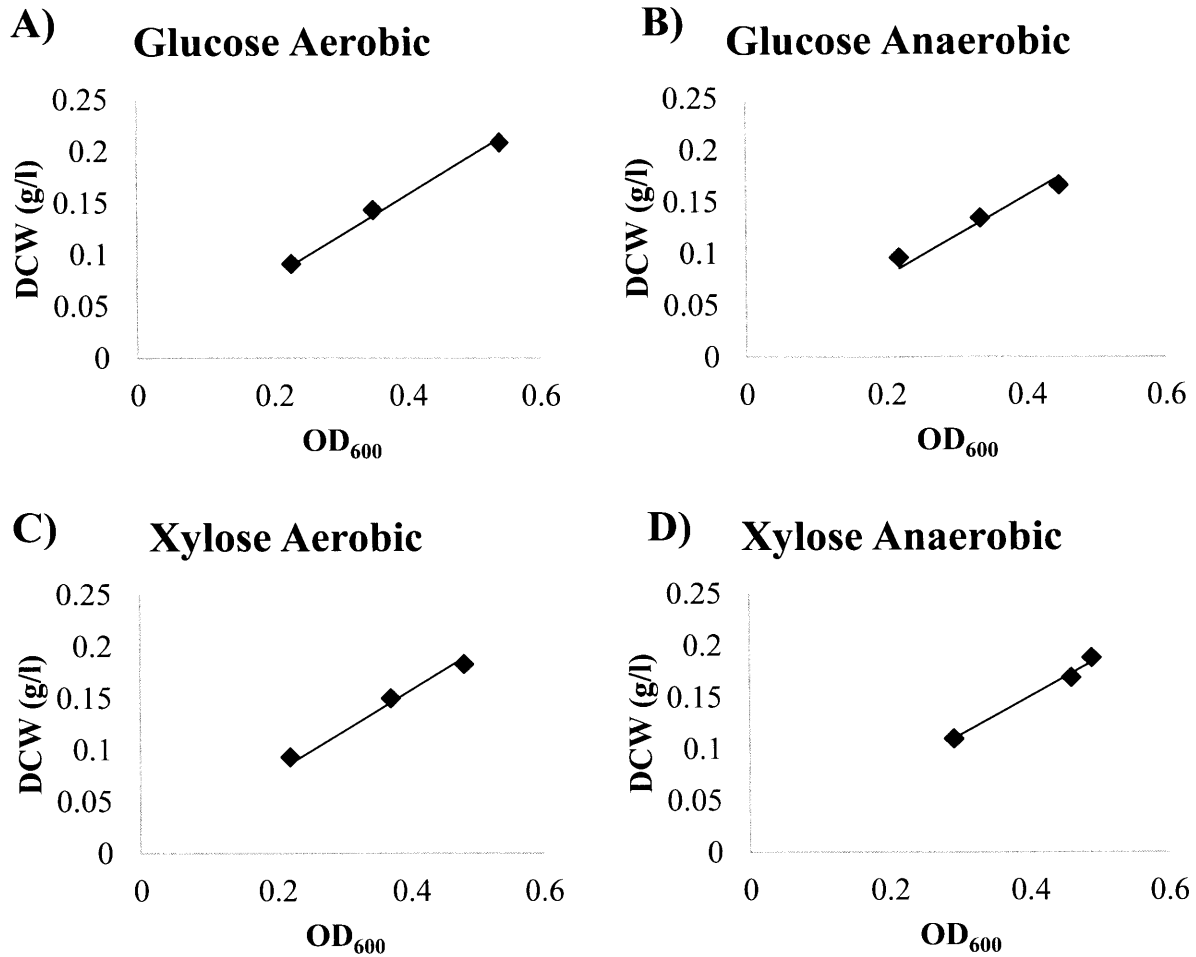 A)
Glucose Aerobic
0.25
0.2
0.15
0.1
0.05
0
DCW (g/l)
0 0.2 0.4 0.6
OD600
B)
Glucose Anaerobic
0.25
0.2
0.15
0.1
0.05
0
DCW (g/l)
0 0.2 0.4 0.6
OD600
C)
Xylose Aerobic
0.25
0.2
0.15
0.1
0.05
0
DCW (g/l)
0 0.2 0.4 0.6
OD600
D)
Xylose Anaerobic
0.25
0.2
0.15
0.1
0.05
0
DCW (g/l)
0 0.2 0.4 0.6
OD600